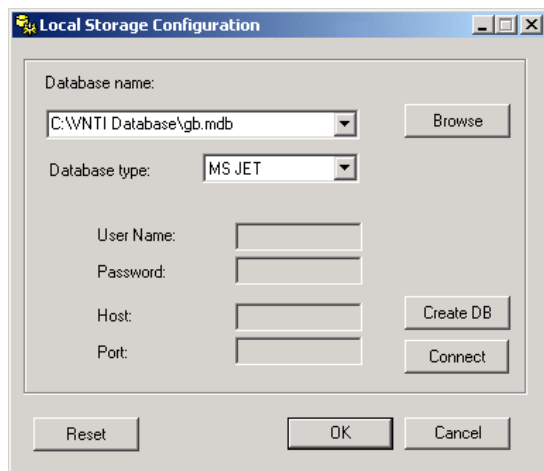 Local Storage Configuration
Database name:
C:\VNTI Database\gb.mdb
Browse
Database type:
MS JET
User Name:
Password:
Host:
Create DB
Port:
Connect
Reset
OK
Cancel